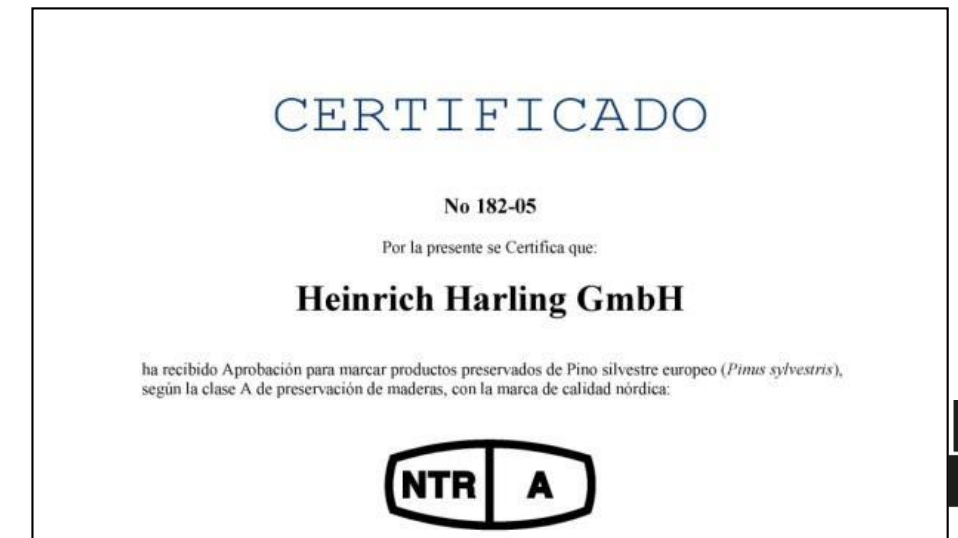 CERTIFICADO
No 182-05
Por la presente se Certifica que:
Heinrich Harling GmbH
ha recibido Aprobación para marcar productos preservados de Pino silvestre europeo (Pinus sylvestris),
según la clase A de preservación de maderas, con la marca de calidad nórdica:
NTR A